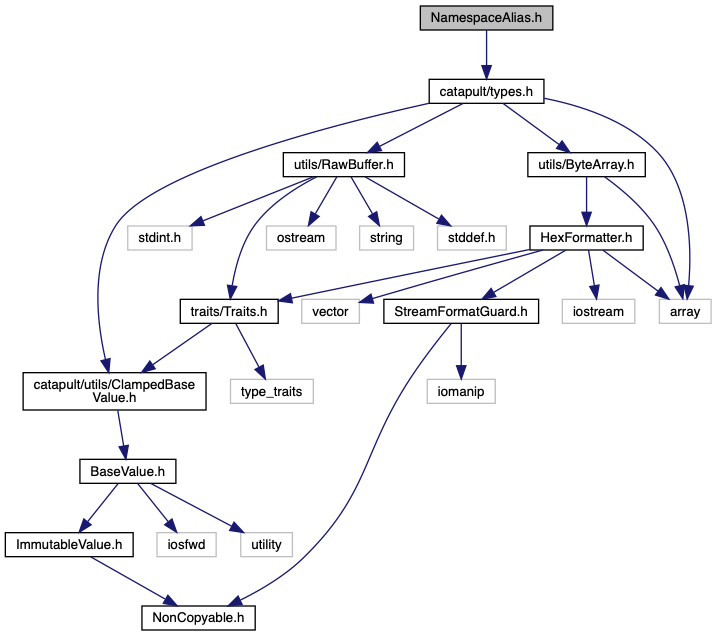 NamespaceAlias.h
catapult/types.h
utils/RawBuffer.h
utils/ByteArray.h
stdint.h
ostream
string
stddef.h
HexFormatter.h
traits/Traits.h
vector
StreamFormatGuard.h
iostream
array
catapult/utils/ClampedBase
Value.h
type_traits
iomanip
BaseValue.h
ImmutableValue.h
iosfwd
utility
NonCopyable.h